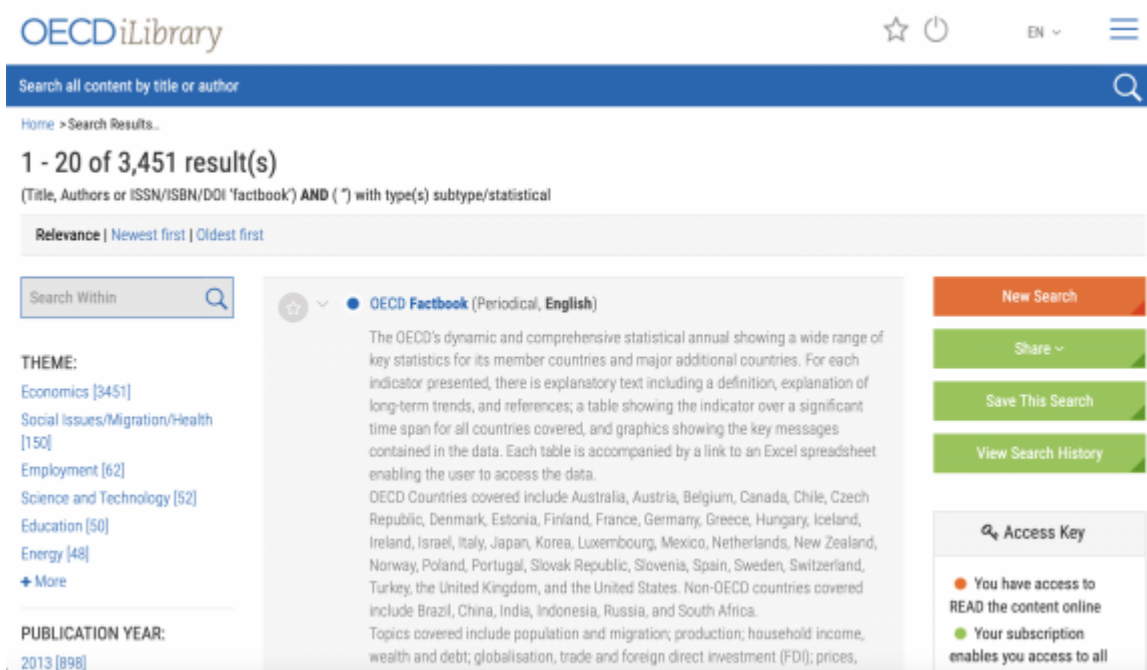 OECDiLibrary
EN
Search all content by title or author
Home > Search Results...
1 - 20 of 3,451 result(s)
(Title, Authors or ISSN/ISBN/DOI 'factbook') AND ( '') with type(s) subtype/statistical
Relevance | Newest first | Oldest first
Search Within
THEME:
Economics [3451]
Social Issues/Migration/Health
[150]
Employment [62]
Science and Technology [52]
Education [50]
Energy [48]
+ More
PUBLICATION YEAR:
2013 [898]
OECD Factbook (Periodical, English)
The OECD's dynamic and comprehensive statistical annual showing a wide range of
key statistics for its member countries and major additional countries. For each
indicator presented, there is explanatory text including a definition, explanation of
long-term trends, and references; a table showing the indicator over a significant
time span for all countries covered, and graphics showing the key messages
contained in the data. Each table is accompanied by a link to an Excel spreadsheet
enabling the user to access the data.
OECD Countries covered include Australia, Austria, Belgium, Canada, Chile, Czech
Republic, Denmark, Estonia, Finland, France, Germany, Greece, Hungary, Iceland,
Ireland, Israel, Italy, Japan, Korea, Luxembourg, Mexico, Netherlands, New Zealand,
Norway, Poland, Portugal, Slovak Republic, Slovenia, Spain, Sweden, Switzerland,
Turkey, the United Kingdom, and the United States. Non-OECD countries covered
include Brazil, China, India, Indonesia, Russia, and South Africa.
Topics covered include population and migration; production; household income,
wealth and debt; globalisation, trade and foreign direct investment (FDI); prices,
New Search
Share
Save This Search
View Search History
Access Key
You have access to
READ the content online
Your subscription
enables you access to all